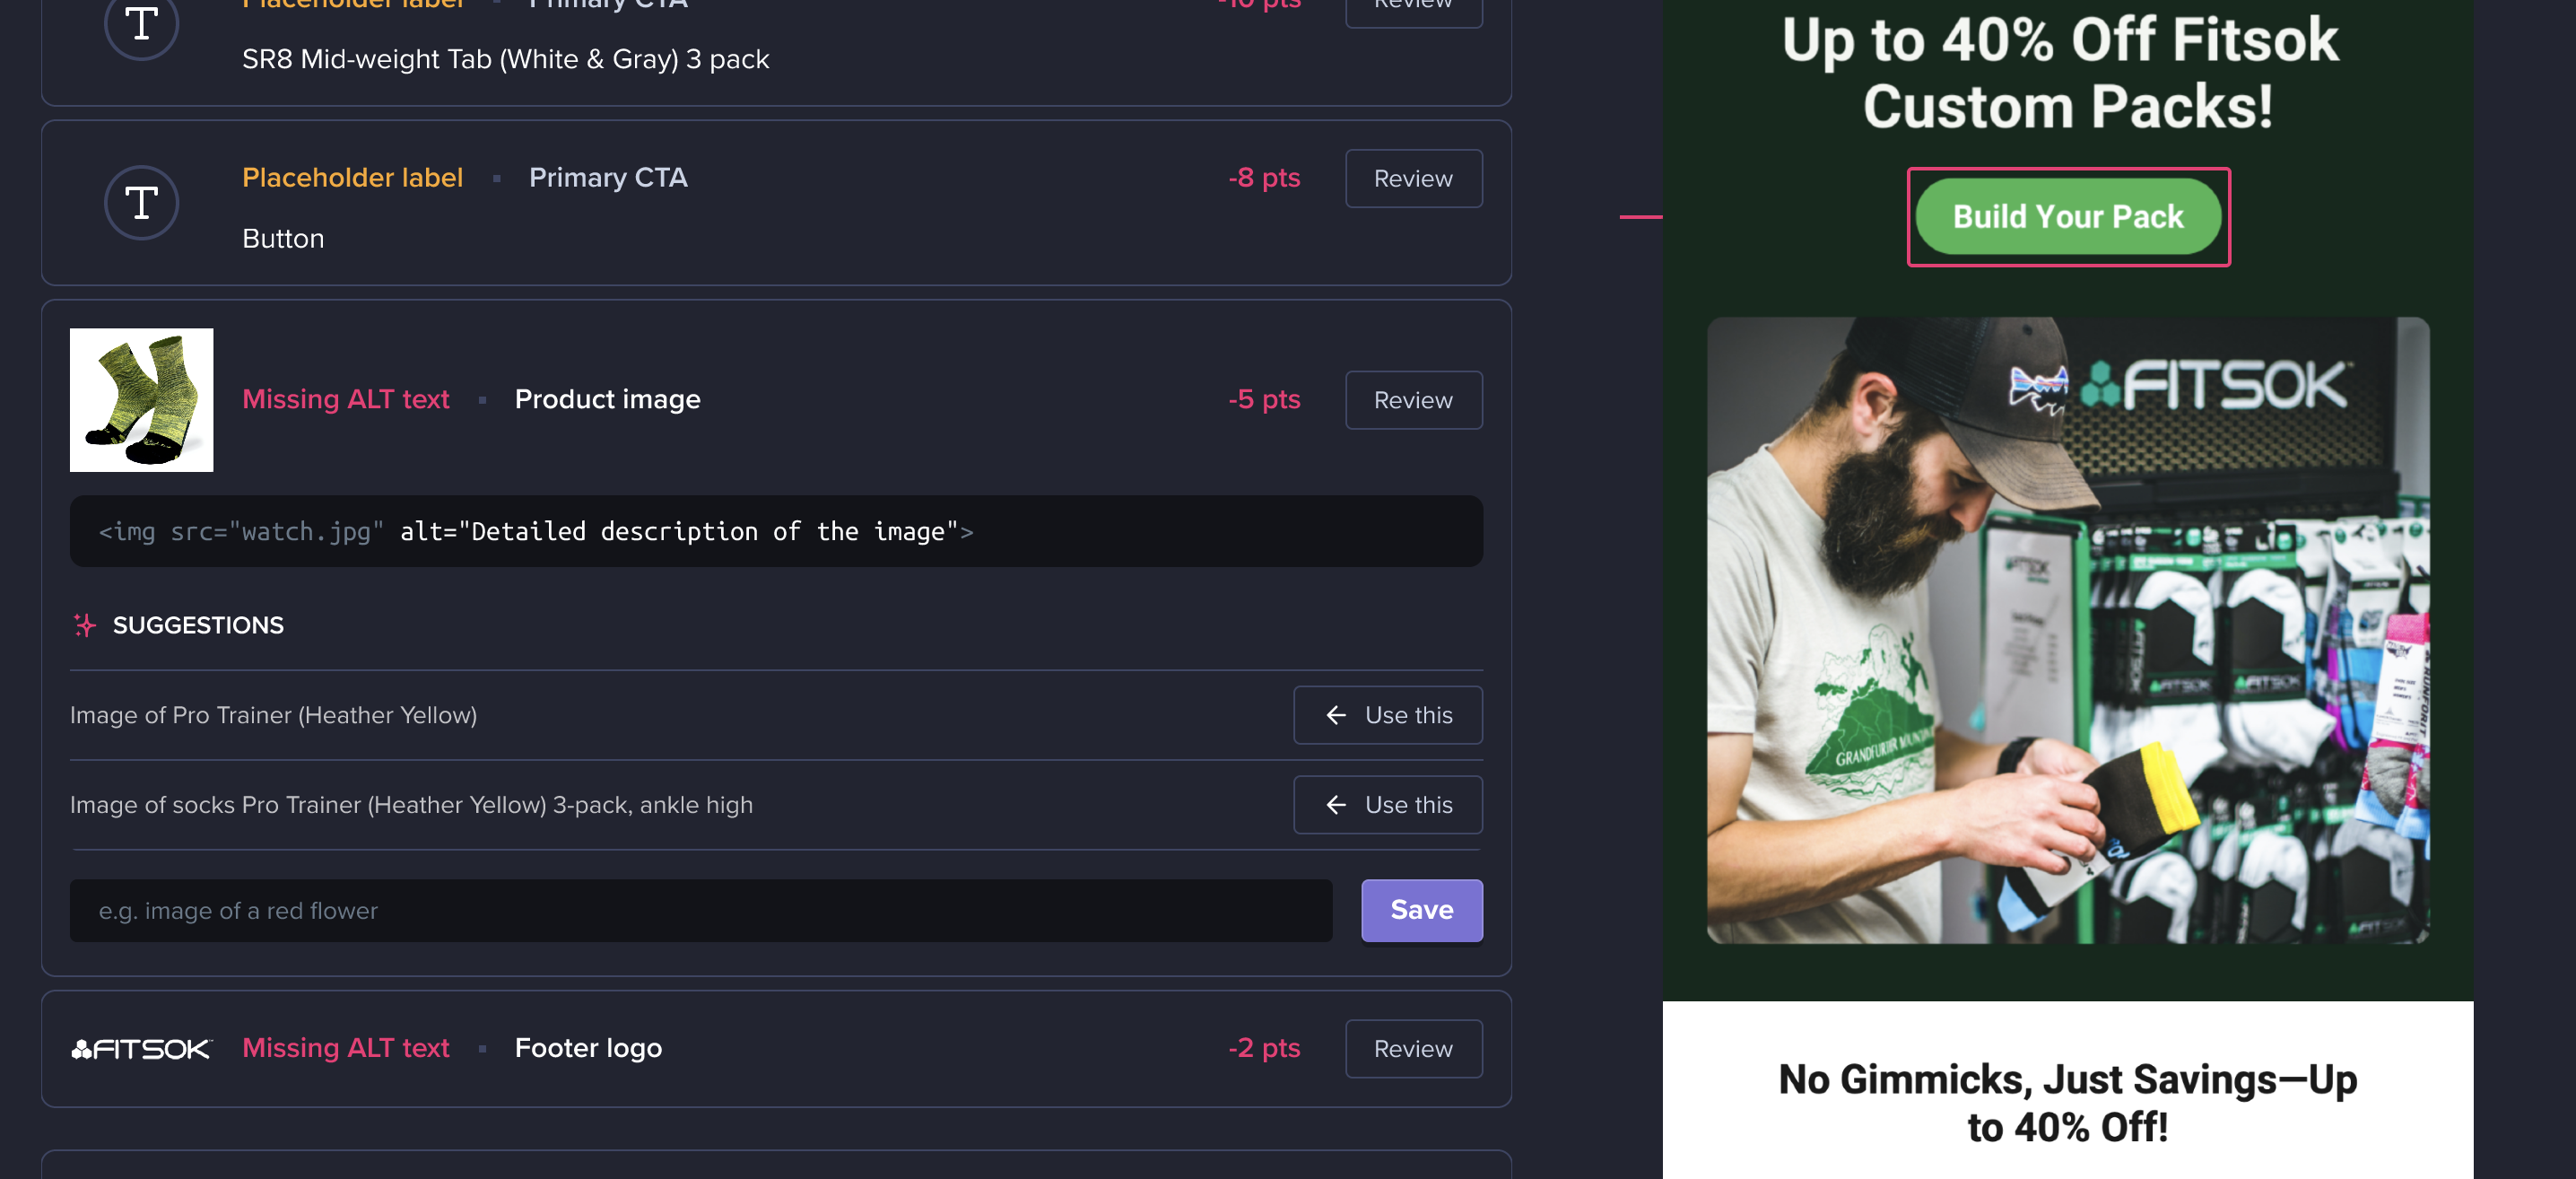 Placeholder label Primary CTA -10 pts Review
SR8 Mid-weight Tab (White & Gray) 3 pack
Placeholder label Primary CTA -8 pts Review
Button
Missing ALT text Product image -5 pts Review
<img src="watch.jpg" alt="Detailed description of the image">
SUGGESTIONS
Image of Pro Trainer (Heather Yellow) Use this
Image of socks Pro Trainer (Heather Yellow) 3-pack, ankle high Use this
e.g. image of a red flower Save
FITSOK Missing ALT text Footer logo -2 pts Review
Up to 40% Off Fitsok
Custom Packs!
Build Your Pack
FITSOK
No Gimmicks, Just Savings—Up
to 40% Off!